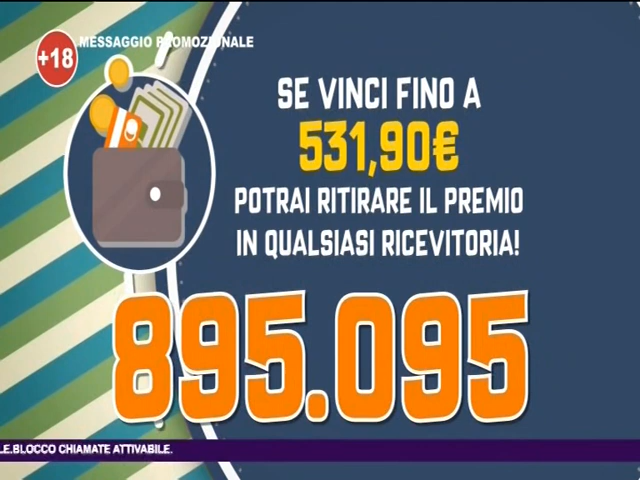 +18
MESSAGGIO PROMOZIONALE
SE VINCI FINO A
531,90€
POTRAI RITIRARE IL PREMIO
IN QUALSIASI RICEVITORIA!
895.095
LE.BLOCCO CHIAMATE ATTIVABILE.